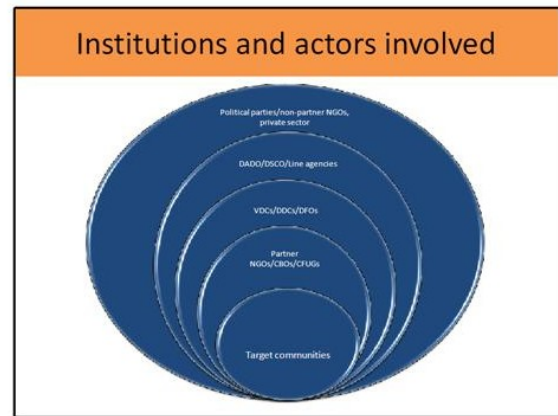 Institutions and actors involved
Political parties/non-partner NGOs,
private sector
DADO/DSCO/Line agencies
VDCs/DDCs/DFOs
Partner
NGOs/CBOs/CFUGs
Target communities